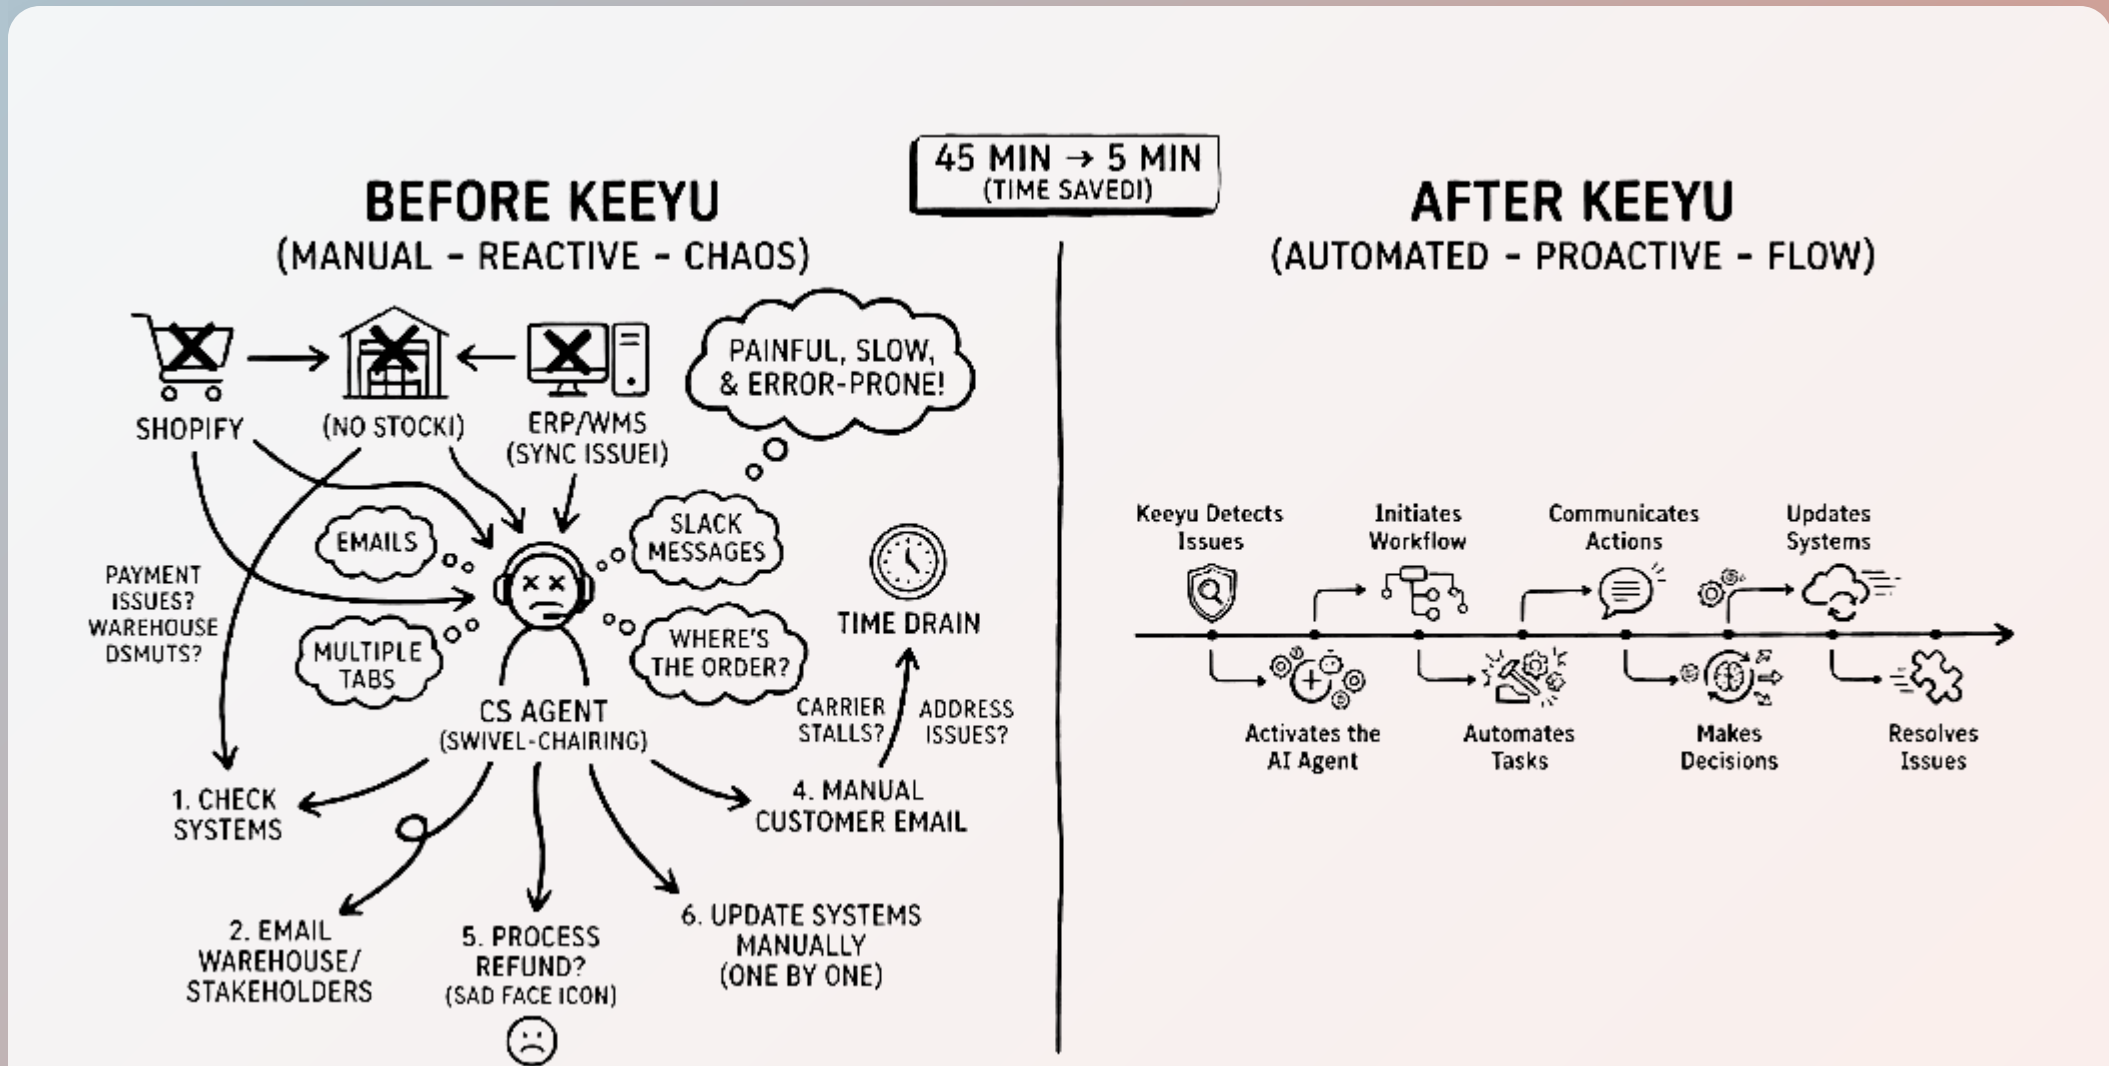 45 MIN → 5 MIN
(TIME SAVED!)
BEFORE KEEYU
(MANUAL - REACTIVE - CHAOS)
SHOPIFY
(NO STOCK!)
ERP/WMS
(SYNC ISSUE!)
PAINFUL, SLOW,
& ERROR-PRONE!
EMAILS
SLACK
MESSAGES
PAYMENT
ISSUES?
WAREHOUSE
DSMUTS?
MULTIPLE
TABS
WHERE'S
THE ORDER?
TIME DRAIN
CS AGENT
(SWIVEL-CHAIRING)
CARRIER
STALLS?
ADDRESS
ISSUES?
1. CHECK
SYSTEMS
4. MANUAL
CUSTOMER EMAIL
2. EMAIL
WAREHOUSE/
STAKEHOLDERS
5. PROCESS
REFUND?
(SAD FACE ICON)
6. UPDATE SYSTEMS
MANUALLY
(ONE BY ONE)
AFTER KEEYU
(AUTOMATED - PROACTIVE - FLOW)
Keeyu Detects
Issues
Initiates
Workflow
Communicates
Actions
Updates
Systems
Activates the
AI Agent
Automates
Tasks
Makes
Decisions
Resolves
Issues